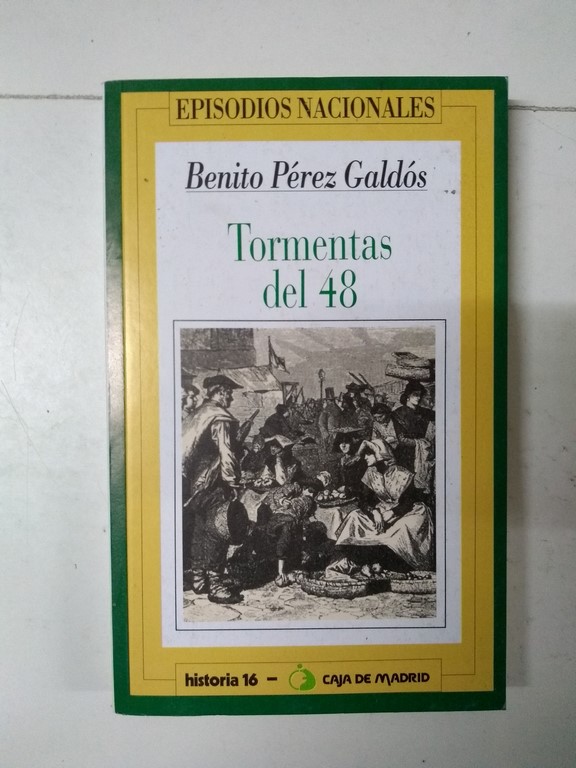 EPISODIOS NACIONALES
Benito Pérez Galdós
Tormentas
del 48
historia 16 – CAJA DE MADRID